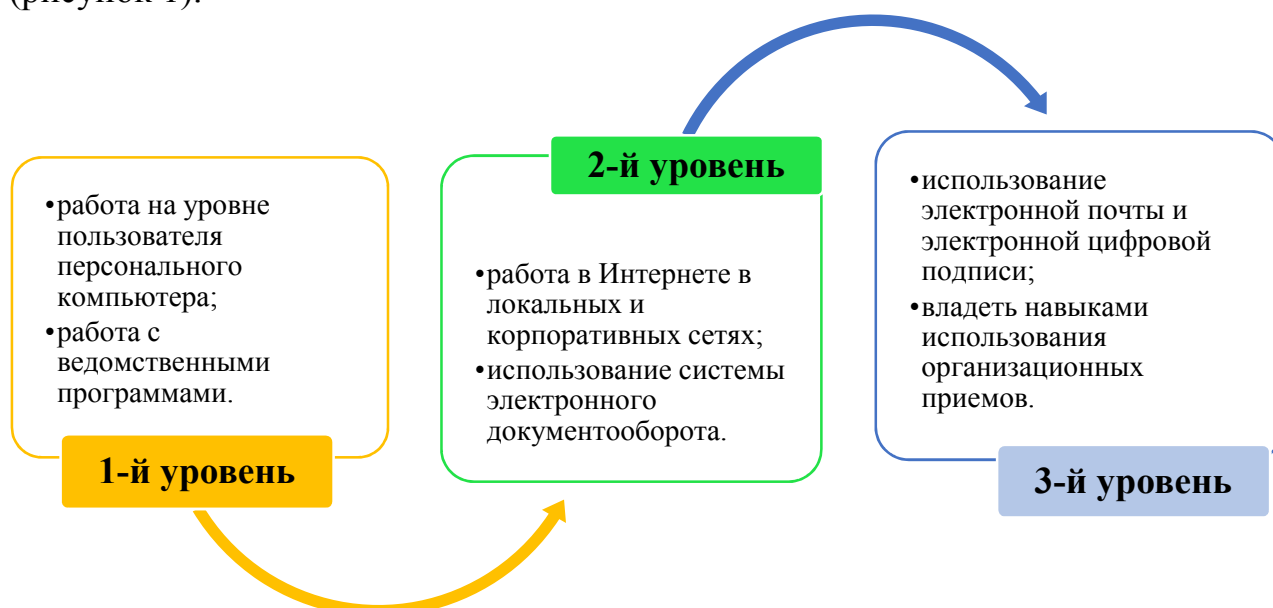 (рисунок 1).
•работа на уровне
пользователя
персонального
компьютера;
•работа с
ведомственными
программами.
1-й уровень
2-й уровень
•работа в Интернете в
локальных и
корпоративных сетях;
•использование системы
электронного
документооборота.
•использование
электронной почты и
электронной цифровой
подписи;
•владеть навыками
использования
организационных
приемов.
3-й уровень